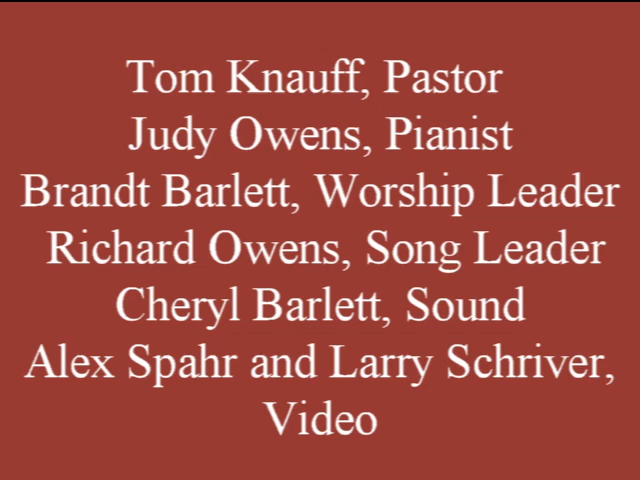 Tom Knauff, Pastor
Judy Owens, Pianist
Brandt Barlett, Worship Leader
Richard Owens, Song Leader
Cheryl Barlett, Sound
Alex Spahr and Larry Schriver,
Video